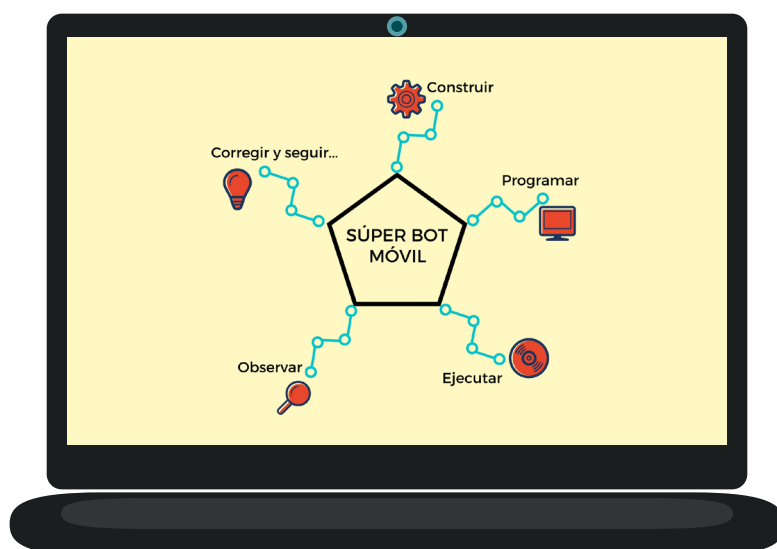 Construir
Corregir y seguir...
Programar
SÚPER BOT
MÓVIL
Observar
Ejecutar